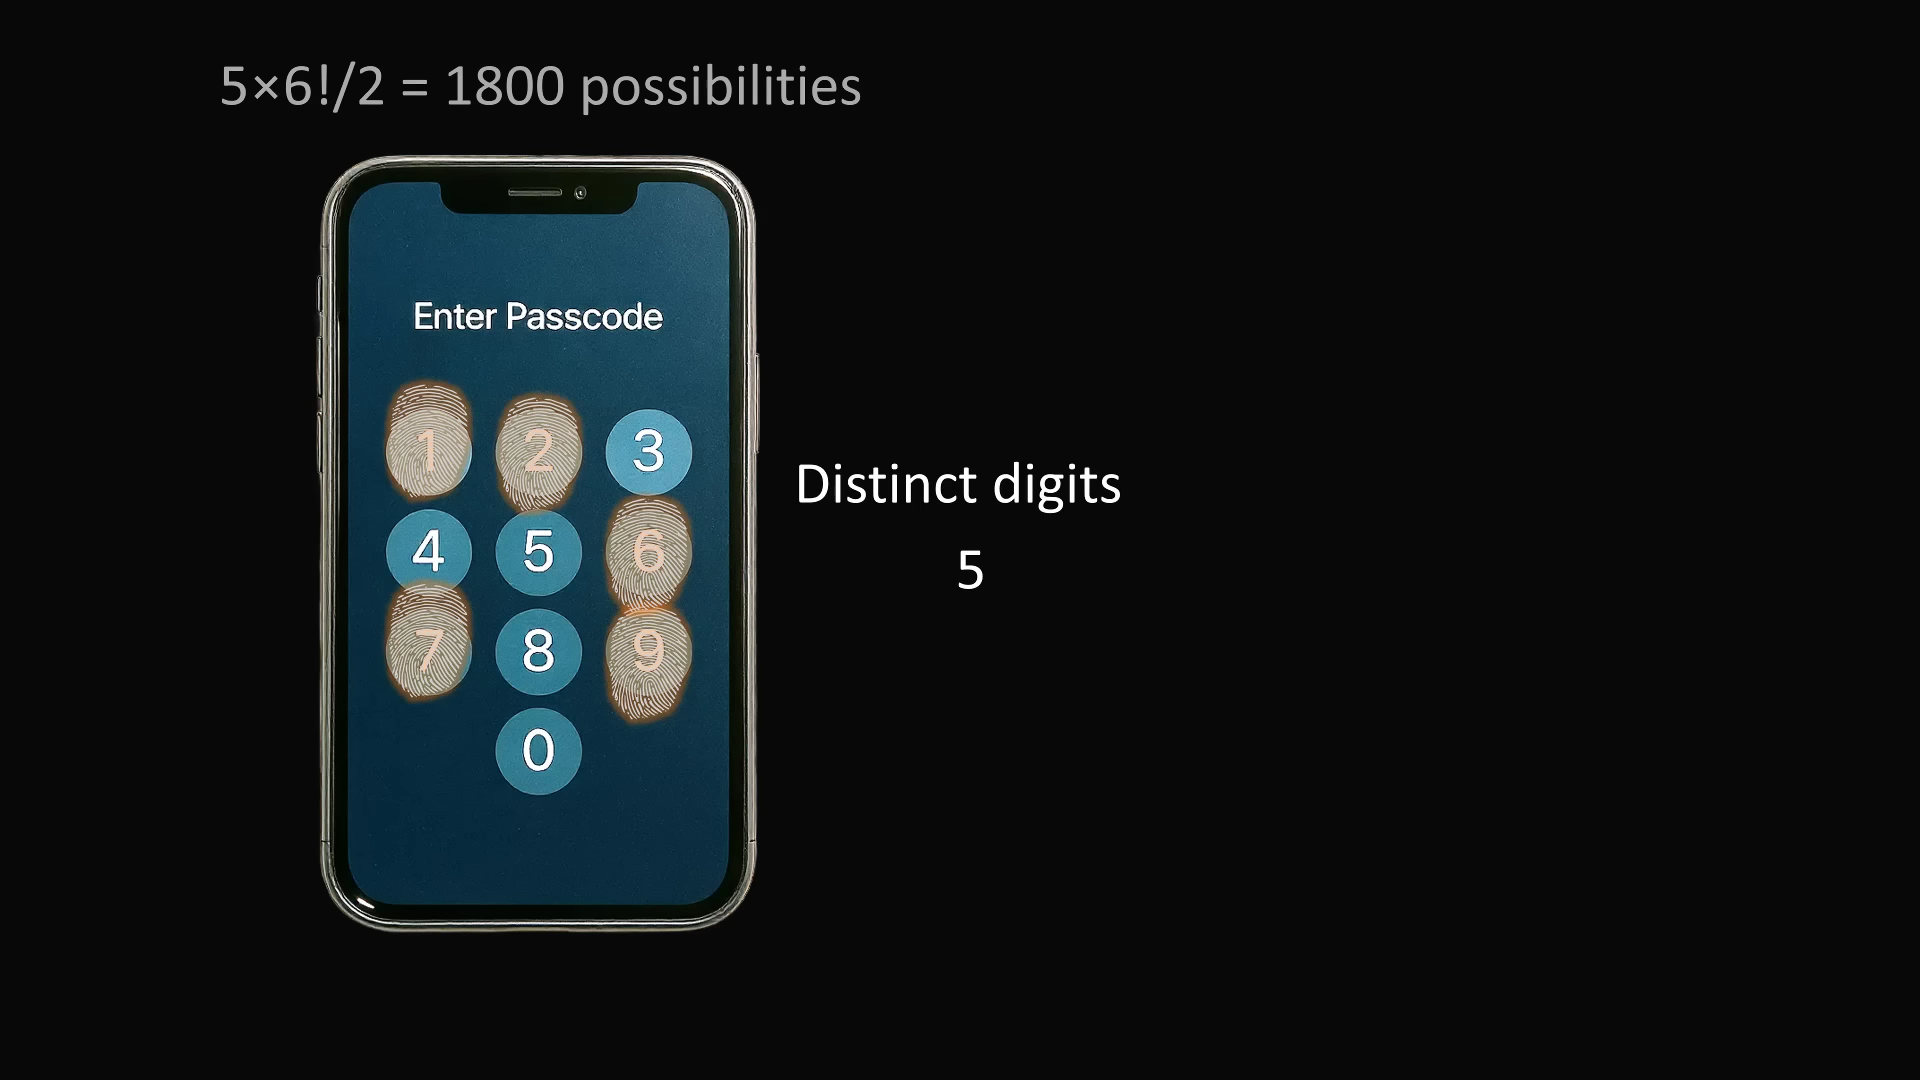 5×6!/2 = 1800 possibilities
Enter Passcode
1 2 3
4 5 6
7 8 9
0
Distinct digits
5